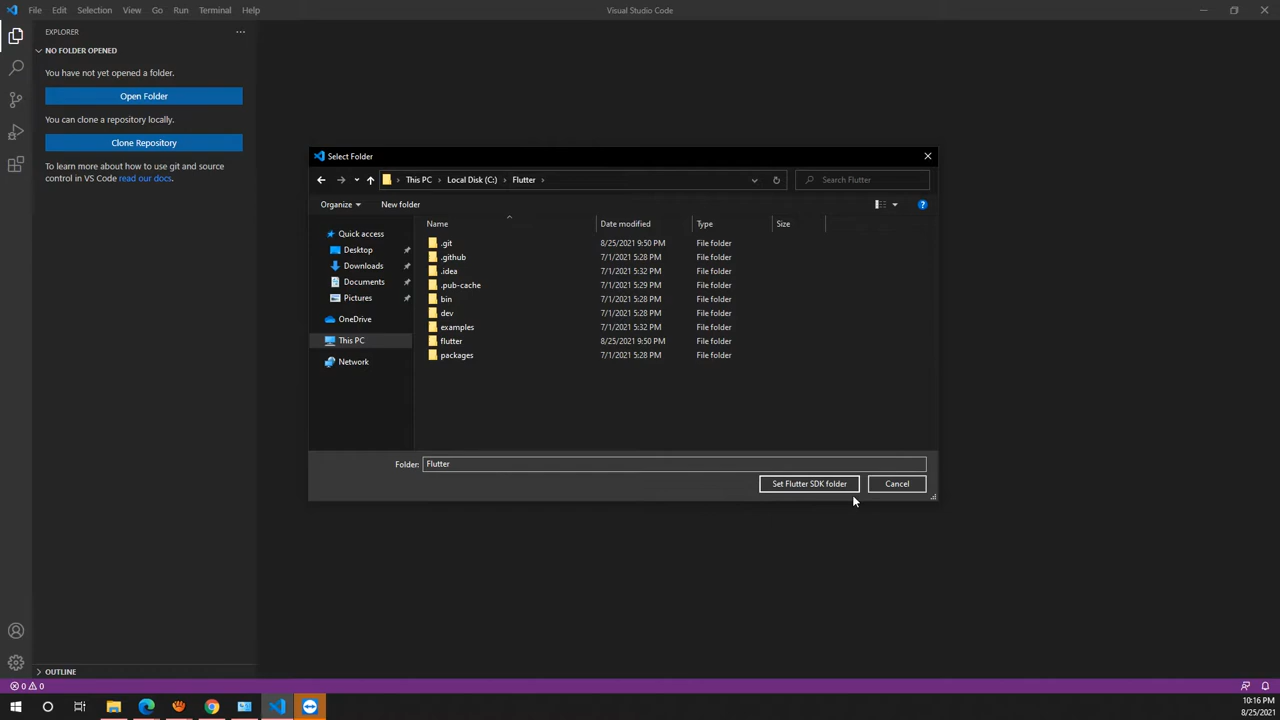 File Edit Selection View Go Run Terminal Help
Visual Studio Code
EXPLORER
NO FOLDER OPENED
You have not yet opened a folder.
Open Folder
You can clone a repository locally.
Clone Repository
To learn more about how to use git and source
control in VS Code read our docs.
Select Folder
This PC > Local Disk (C:) > Flutter >
Search Flutter
Organize New folder
Name Date modified Type Size
Quick access
Desktop
Downloads
Documents
Pictures
OneDrive
This PC
Network
.git 8/25/2021 9:50 PM File folder
.github 7/1/2021 5:28 PM File folder
.idea 7/1/2021 5:32 PM File folder
.pub-cache 7/1/2021 5:29 PM File folder
bin 7/1/2021 5:28 PM File folder
dev 7/1/2021 5:28 PM File folder
examples 7/1/2021 5:32 PM File folder
flutter 8/25/2021 9:50 PM File folder
packages 7/1/2021 5:28 PM File folder
Folder: Flutter
Set Flutter SDK folder Cancel
OUTLINE
0 0
10:16 PM
8/25/2021